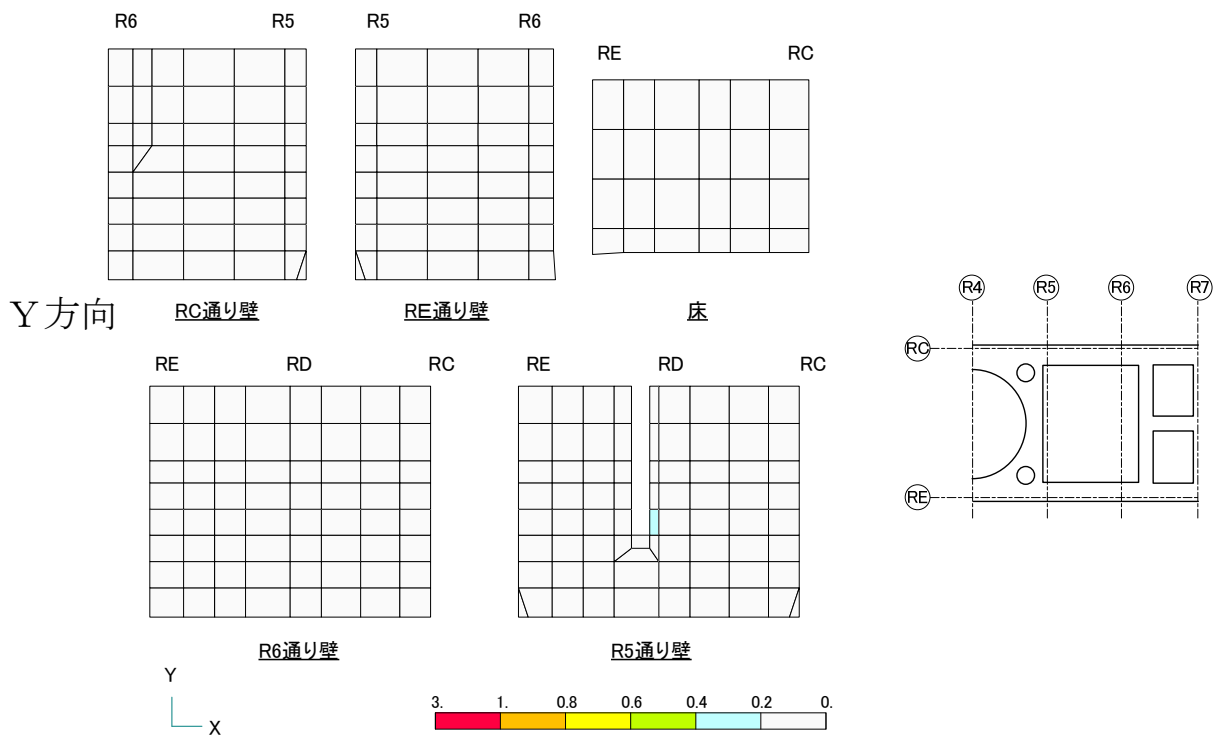 R6 R5 R5 R6
RE RC
RC通り壁 RE通り壁 床
Y方向
R4 R5 R6 R7
RC
RE
RE RD RC RE RD RC
R6通り壁 R5通り壁
Y
X
3. 1. 0.8 0.6 0.4 0.2 0.